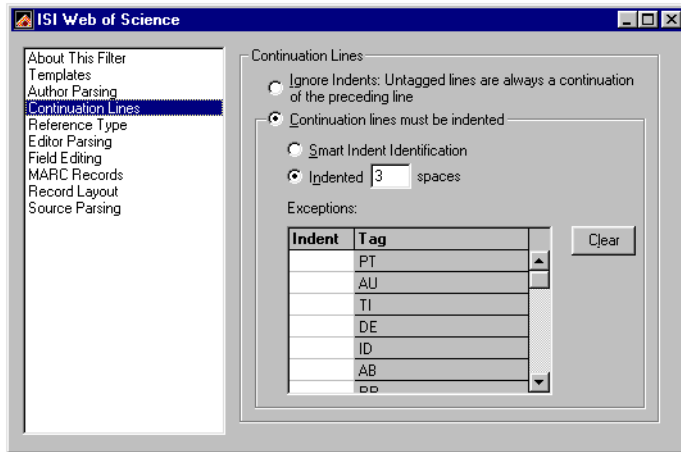 ISI Web of Science
About This Filter
Templates
Author Parsing
Continuation Lines
Reference Type
Editor Parsing
Field Editing
MARC Records
Record Layout
Source Parsing
Continuation Lines
Ignore Indents: Untagged lines are always a continuation
of the preceding line
Continuation lines must be indented
Smart Indent Identification
Indented 3 spaces
Exceptions:
Indent Tag
Clear
PT
AU
TI
DE
ID
AB